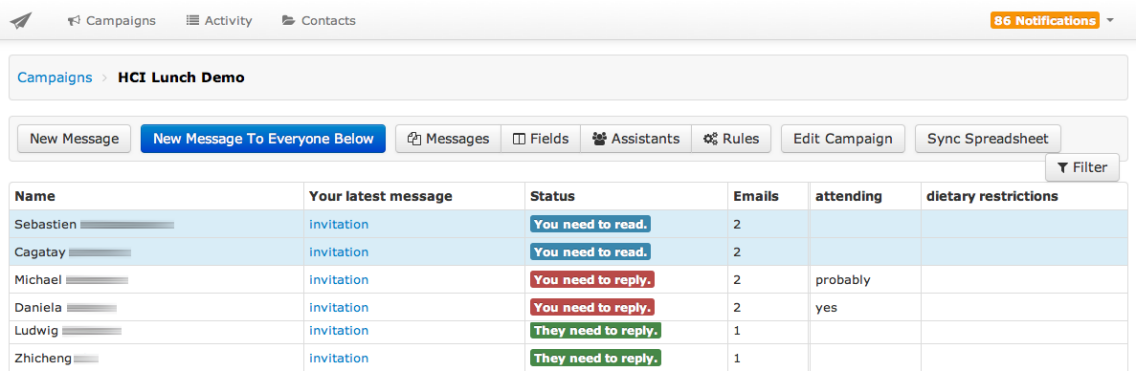 Campaigns Activity Contacts 86 Notifications
Campaigns HCI Lunch Demo
New Message New Message To Everyone Below Messages Fields Assistants Rules Edit Campaign Sync Spreadsheet
Filter
Name Your latest message Status Emails attending dietary restrictions
Sebastien invitation You need to read. 2
Cagatay invitation You need to read. 2
Michael invitation You need to reply. 2 probably
Daniela invitation You need to reply. 2 yes
Ludwig invitation They need to reply. 1
Zhicheng invitation They need to reply. 1